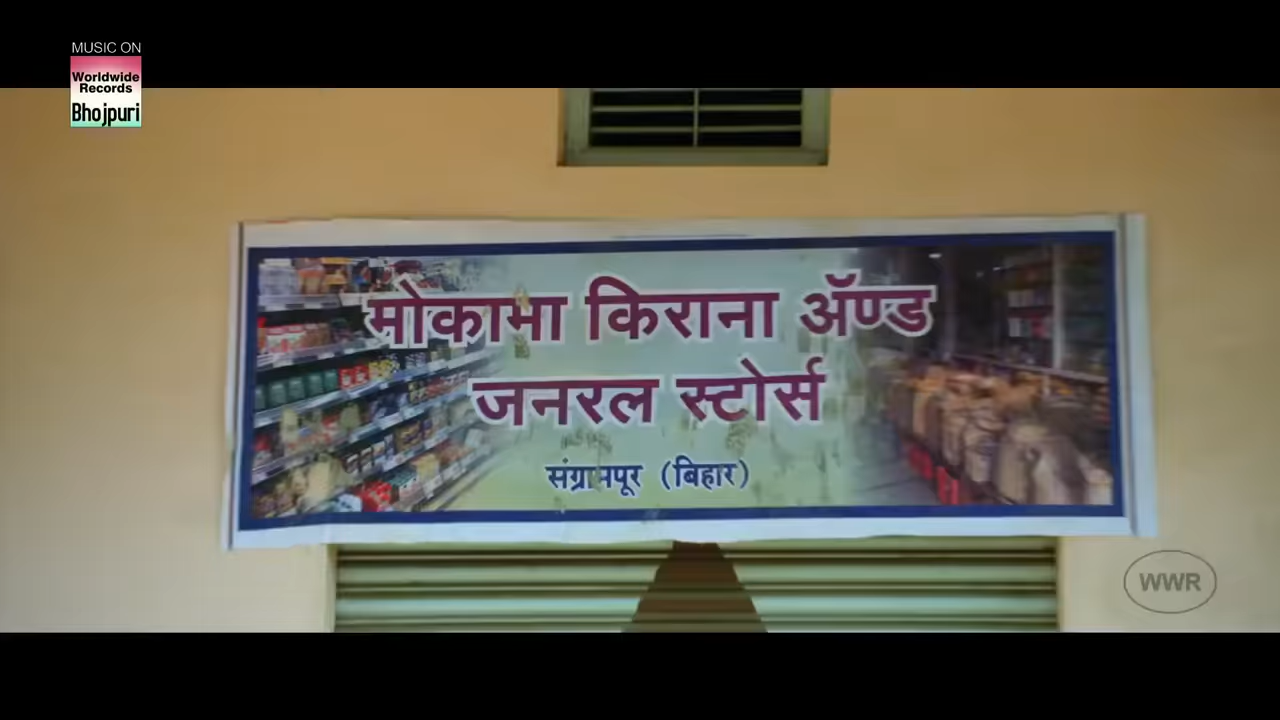 MUSIC ON
Worldwide
Records
Bhojpuri
मोकाभा किराना ॲण्ड
जनरल स्टोर्स
संग्रामपूर (बिहार)
WWR